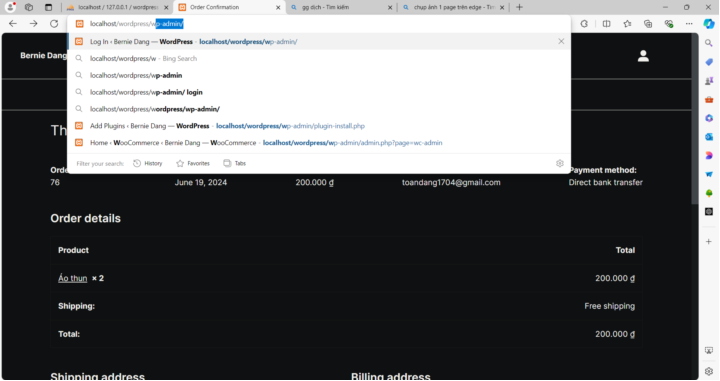 localhost / 127.0.0.1 / wordpress
Order Confirmation
gg dịch - Tìm kiếm
chụp ảnh 1 page trên edge - Tìm
localhost/wordpress/wp-admin/
Log In ‹ Bernie Dang — WordPress - localhost/wordpress/wp-admin/
localhost/wordpress/w - Bing Search
localhost/wordpress/wp-admin
localhost/wordpress/wp-admin/ login
localhost/wordpress/wordpress/wp-admin/
Add Plugins ‹ Bernie Dang — WordPress - localhost/wordpress/wp-admin/plugin-install.php
Home ‹ WooCommerce ‹ Bernie Dang — WooCommerce - localhost/wordpress/wp-admin/admin.php?page=wc-admin
Filter your search:
History
Favorites
Tabs
Bernie Dang
Th
Orde
Payment method:
76
June 19, 2024
200.000 ₫
toandang1704@gmail.com
Direct bank transfer
Order details
Product
Total
Áo thun × 2
200.000 ₫
Shipping:
Free shipping
Total:
200.000 ₫
Shipping address
Billing address